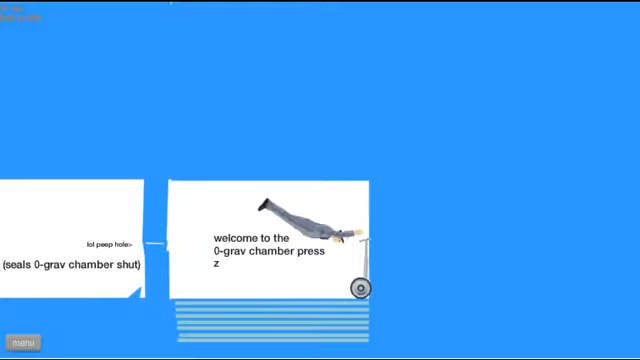 lol peep hole>
(seals 0-grav chamber shut)
welcome to the
0-grav chamber press
z
menu